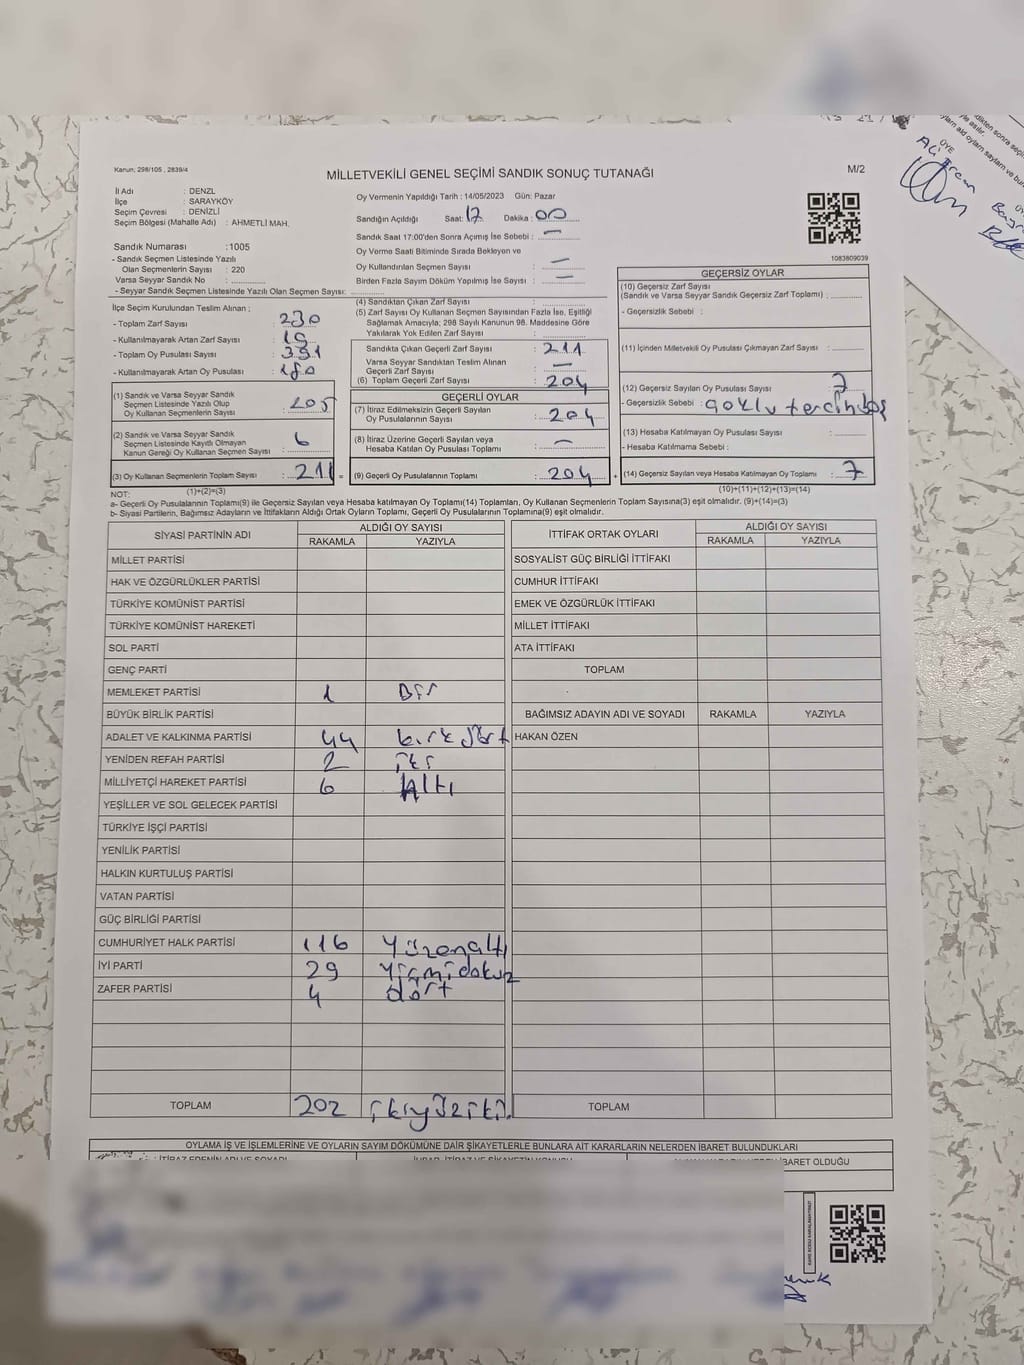 Karun; 298/105 , 2839/4
MİLLETVEKİLİ GENEL SEÇİMİ SANDIK SONUÇ TUTANAĞI
M/2
İl Adı : DENZL
İlçe : SARAYKÖY
Seçim Çevresi : DENİZLİ
Seçim Bölgesi (Mahalle Adı) : AHMETLİ MAH.
Sandık Numarası :1005
- Sandık Seçmen Listesinde Yazılı
Olan Seçmenlerin Sayısı : 220
Varsa Seyyar Sandık No :
- Seyyar Sandık Seçmen Listesinde Yazılı Olan Seçmen Sayısı:
Oy Vermenin Yapıldığı Tarih : 14/05/2023 Gün: Pazar
Sandığın Açıldığı Saat: 17 Dakika : 00
Sandık Saat 17:00'den Sonra Açımış İse Sebebi : —
Oy Verme Saati Bitiminde Sırada Bekleyen ve
Oy Kullandırılan Seçmen Sayısı : —
Birden Fazla Sayım Döküm Yapılmış İse Sayısı : —
1083809039
İlçe Seçim Kurulundan Teslim Alınan ;
- Toplam Zarf Sayısı : 230
- Kullanılmayarak Artan Zarf Sayısı : 19
- Toplam Oy Pusulası Sayısı : 391
- Kullanılmayarak Artan Oy Pusulası : 180
(1) Sandık ve Varsa Seyyar Sandık
Seçmen Listesinde Yazılı Olup
Oy Kullanan Seçmenlerin Sayısı : 205
(2) Sandık ve Varsa Seyyar Sandık
Seçmen Listesinde Kayıtlı Olmayan
Kanun Gereği Oy Kullanan Seçmen Sayısı : 6
(3) Oy Kullanan Seçmenlerin Toplam Sayısı : 211 =
(4) Sandıktan Çıkan Zarf Sayısı :
(5) Zarf Sayısı Oy Kullanan Seçmen Sayısından Fazla İse, Eşitliği
Sağlamak Amacıyla; 298 Sayılı Kanunun 98. Maddesine Göre
Yakılarak Yok Edilen Zarf Sayısı :
Sandıkta Çıkan Geçerli Zarf Sayısı : 211
Varsa Seyyar Sandıktan Teslim Alınan
Geçerli Zarf Sayısı : —
(6) Toplam Geçerli Zarf Sayısı : 204
GEÇERLİ OYLAR
(7) İtiraz Edilmeksizin Geçerli Sayılan
Oy Pusulalarının Sayısı : 204
(8) İtiraz Üzerine Geçerli Sayılan veya
Hesaba Katılan Oy Pusulası Toplamı : —
(9) Geçerli Oy Pusulalarının Toplamı : 204 +
GEÇERSİZ OYLAR
(10) Geçersiz Zarf Sayısı
(Sandık ve Varsa Seyyar Sandık Geçersiz Zarf Toplamı) :
- Geçersizlik Sebebi :
(11) İçinden Milletvekili Oy Pusulası Çıkmayan Zarf Sayısı :
(12) Geçersiz Sayılan Oy Pusulası Sayısı : 7
- Geçersizlik Sebebi :
(13) Hesaba Katılmayan Oy Pusulası Sayısı :
- Hesaba Katılmama Sebebi :
(14) Geçersiz Sayılan veya Hesaba Katılmayan Oy Toplamı : 7
NOT: (1)+(2)=(3) (10)+(11)+(12)+(13)=(14)
a- Geçerli Oy Pusulalarının Toplamı(9) ile Geçersiz Sayılan veya Hesaba katılmayan Oy Toplamı(14) Toplamları, Oy Kullanan Seçmenlerin Toplam Sayısına(3) eşit olmalıdır. (9)+(14)=(3)
b- Siyasi Partilerin, Bağımsız Adayların ve İttifakların Aldığı Ortak Oyların Toplamı, Geçerli Oy Pusulalarının Toplamına(9) eşit olmalıdır.
SİYASİ PARTİNİN ADI ALDIĞI OY SAYISI
RAKAMLA YAZIYLA
MİLLET PARTİSİ
HAK VE ÖZGÜRLÜKLER PARTİSİ
TÜRKİYE KOMÜNİST PARTİSİ
TÜRKİYE KOMÜNİST HAREKETİ
SOL PARTİ
GENÇ PARTİ
MEMLEKET PARTİSİ 1 Bir
BÜYÜK BİRLİK PARTİSİ
ADALET VE KALKINMA PARTİSİ 44 kırk dört
YENİDEN REFAH PARTİSİ 2 iki
MİLLİYETÇİ HAREKET PARTİSİ 6 Altı
YEŞİLLER VE SOL GELECEK PARTİSİ
TÜRKİYE İŞÇİ PARTİSİ
YENİLİK PARTİSİ
HALKIN KURTULUŞ PARTİSİ
VATAN PARTİSİ
GÜÇ BİRLİĞİ PARTİSİ
CUMHURİYET HALK PARTİSİ 116 Yüzonaltı
İYİ PARTİ 29 Yirmidokuz
ZAFER PARTİSİ 4 dört
TOPLAM 202 ikiyüziki
İTTİFAK ORTAK OYLARI ALDIĞI OY SAYISI
RAKAMLA YAZIYLA
SOSYALİST GÜÇ BİRLİĞİ İTTİFAKI
CUMHUR İTTİFAKI
EMEK VE ÖZGÜRLÜK İTTİFAKI
MİLLET İTTİFAKI
ATA İTTİFAKI
TOPLAM
BAĞIMSIZ ADAYIN ADI VE SOYADI RAKAMLA YAZIYLA
HAKAN ÖZEN
TOPLAM
OYLAMA İŞ VE İŞLEMLERİNE VE OYLARIN SAYIM DÖKÜMÜNE DAİR ŞİKAYETLERLE BUNLARA AİT KARARLARIN NELERDEN İBARET BULUNDUKLARI
BARET OLDUĞU
ÜYE
Ali Ercan